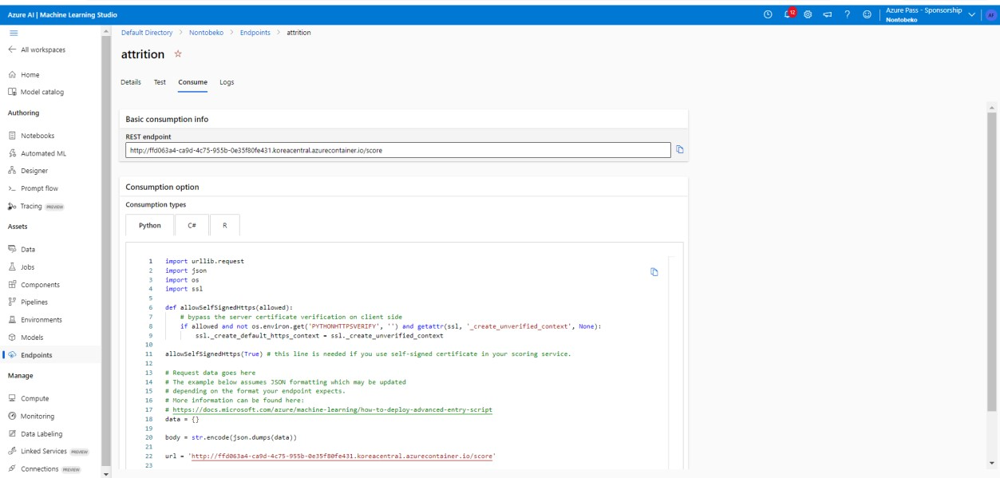 Azure AI | Machine Learning Studio
12
Azure Pass - Sponsorship
Nontobeko
AF
All workspaces
Home
Model catalog
Authoring
Notebooks
Automated ML
Designer
Prompt flow
Tracing PREVIEW
Assets
Data
Jobs
Components
Pipelines
Environments
Models
Endpoints
Manage
Compute
Monitoring
Data Labeling
Linked Services PREVIEW
Connections PREVIEW
Default Directory > Nontobeko > Endpoints > attrition
attrition
Details Test Consume Logs
Basic consumption info
REST endpoint
http://ffd063a4-ca9d-4c75-955b-0e35f80fe431.koreacentral.azurecontainer.io/score
Consumption option
Consumption types
Python C# R
1 import urllib.request
2 import json
3 import os
4 import ssl
5
6 def allowSelfSignedHttps(allowed):
7 # bypass the server certificate verification on client side
8 if allowed and not os.environ.get('PYTHONHTTPSVERIFY', '') and getattr(ssl, '_create_unverified_context', None):
9 ssl._create_default_https_context = ssl._create_unverified_context
10
11 allowSelfSignedHttps(True) # this line is needed if you use self-signed certificate in your scoring service.
12
13 # Request data goes here
14 # The example below assumes JSON formatting which may be updated
15 # depending on the format your endpoint expects.
16 # More information can be found here:
17 # https://docs.microsoft.com/azure/machine-learning/how-to-deploy-advanced-entry-script
18 data = {}
19
20 body = str.encode(json.dumps(data))
21
22 url = 'http://ffd063a4-ca9d-4c75-955b-0e35f80fe431.koreacentral.azurecontainer.io/score'
23